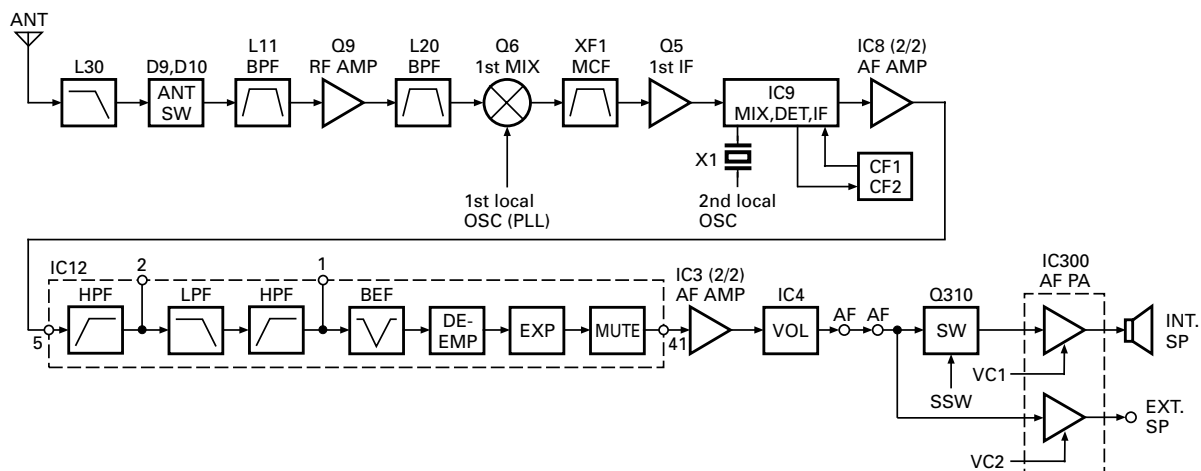 ANT
L30
D9,D10
ANT
SW
L11
BPF
Q9
RF AMP
L20
BPF
Q6
1st MIX
XF1
MCF
Q5
1st IF
IC9
MIX,DET,IF
IC8 (2/2)
AF AMP
X1
CF1
CF2
1st local
OSC (PLL)
2nd local
OSC
IC12
5
HPF
2
LPF
HPF
1
BEF
DE-
EMP
EXP
MUTE
41
IC3 (2/2)
AF AMP
IC4
VOL
AF
AF
Q310
SW
SSW
IC300
AF PA
VC1
INT.
SP
VC2
EXT.
SP